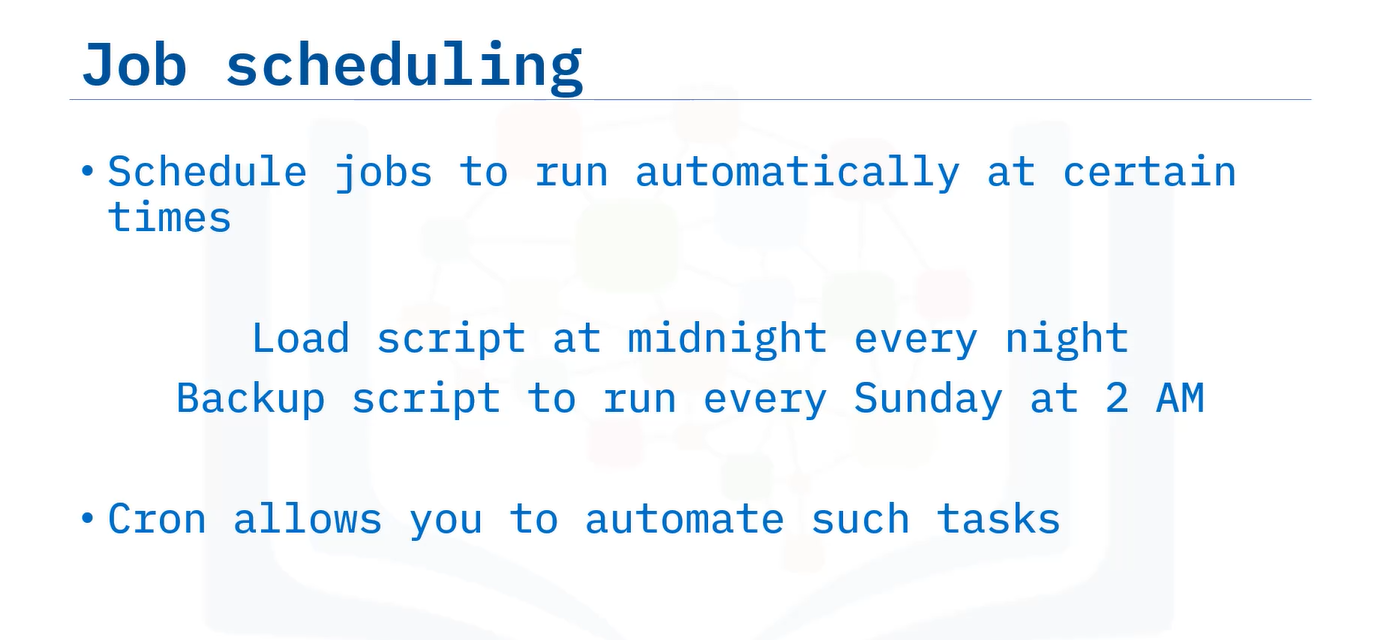 Job scheduling
• Schedule jobs to run automatically at certain
times
Load script at midnight every night
Backup script to run every Sunday at 2 AM
• Cron allows you to automate such tasks